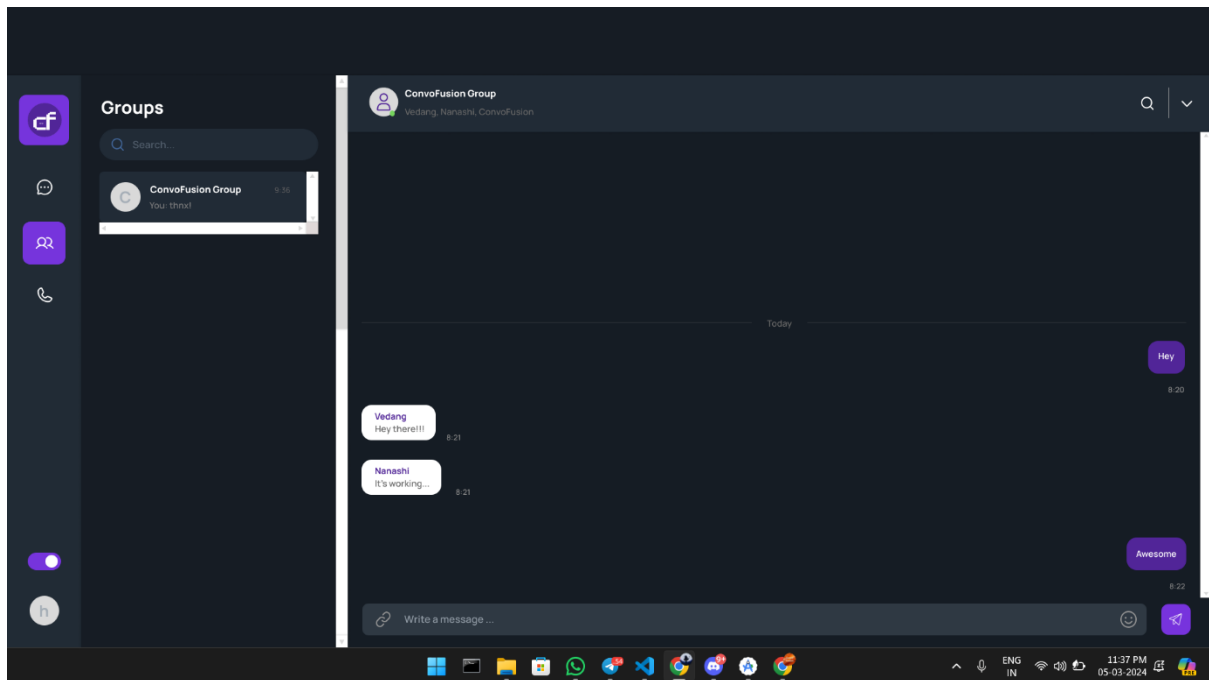 cf
Groups
Search..
C
ConvoFusion Group
9:36
You: thnx!
h
ConvoFusion Group
Vedang, Nanashi, ConvoFusion
Today
Hey
8:20
Vedang
Hey there!!!
8:21
Nanashi
It's working...
8:21
Awesome
8:22
Write a message ...
ENG
IN
11:37 PM
05-03-2024